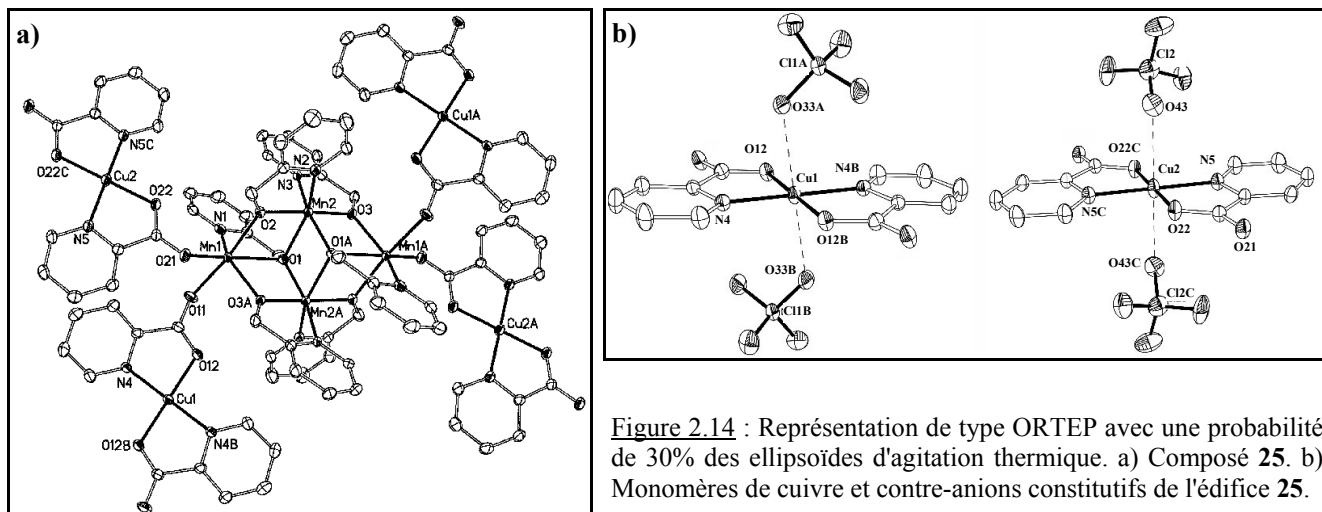 a)
Cu1A
N5C
O22C
Cu2
O22
N5
O21
N3
N2
N1
Mn2
O3
O2
Mn1
O1
O1A
Mn1A
O11
O3A
Mn2A
Cu2A
O12
N4
Cu1
O12B
N4B
b)
Cl1A
O33A
O12
Cu1
N4B
N4
O12B
O33B
Cl1B
Cl2
O43
O22C
Cu2
N5
N5C
O22
O21
O43C
Cl2C
Figure 2.14 : Représentation de type ORTEP avec une probabilité
de 30% des ellipsoïdes d'agitation thermique. a) Composé 25. b)
Monomères de cuivre et contre-anions constitutifs de l'édifice 25.